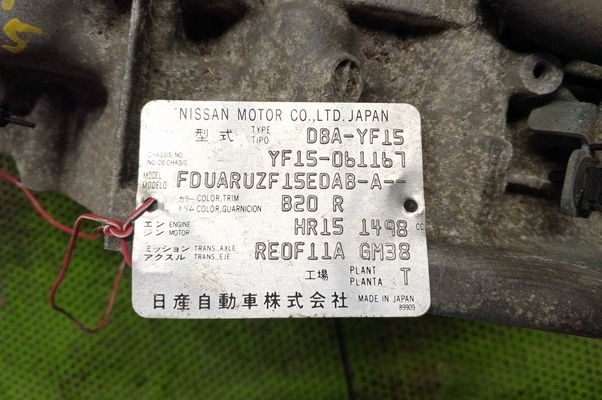 NISSAN MOTOR CO.,LTD. JAPAN
型式 TYPE TIPO DBA-YF15
CHASSIS NO. NO DECHASIS YF15-061167
MODEL MODELO FDUARUZF15EDAB-A--
カラー COLOR,TRIM トリム COLOR,GUARNICION B20 R
エンジン ENGINE MOTOR HR15 1498 CC
ミッション TRANS.AXLE アクスル TRANS.EJE RE0F11A GM38
工場 PLANT PLANTA T
日産自動車株式会社 MADE IN JAPAN
89909